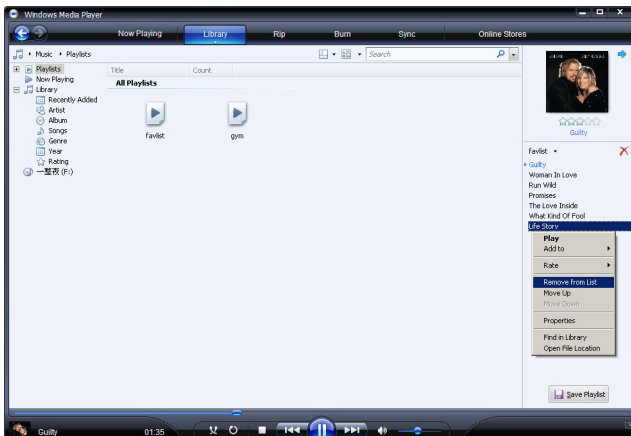 Windows Media Player
Now Playing Library Rip Burn Sync Online Stores
Music Playlists Search
Playlists
Now Playing
Library
Recently Added
Artist
Album
Songs
Genre
Year
Rating
一整夜 (F:)
Title Count
All Playlists
favlist gym
Guilty
favlist
Guilty
Woman In Love
Run Wild
Promises
The Love Inside
What Kind Of Fool
Life Story
Play
Add to
Rate
Remove from List
Move Up
Move Down
Properties
Find in Library
Open File Location
Save Playlist
Guilty 01:35